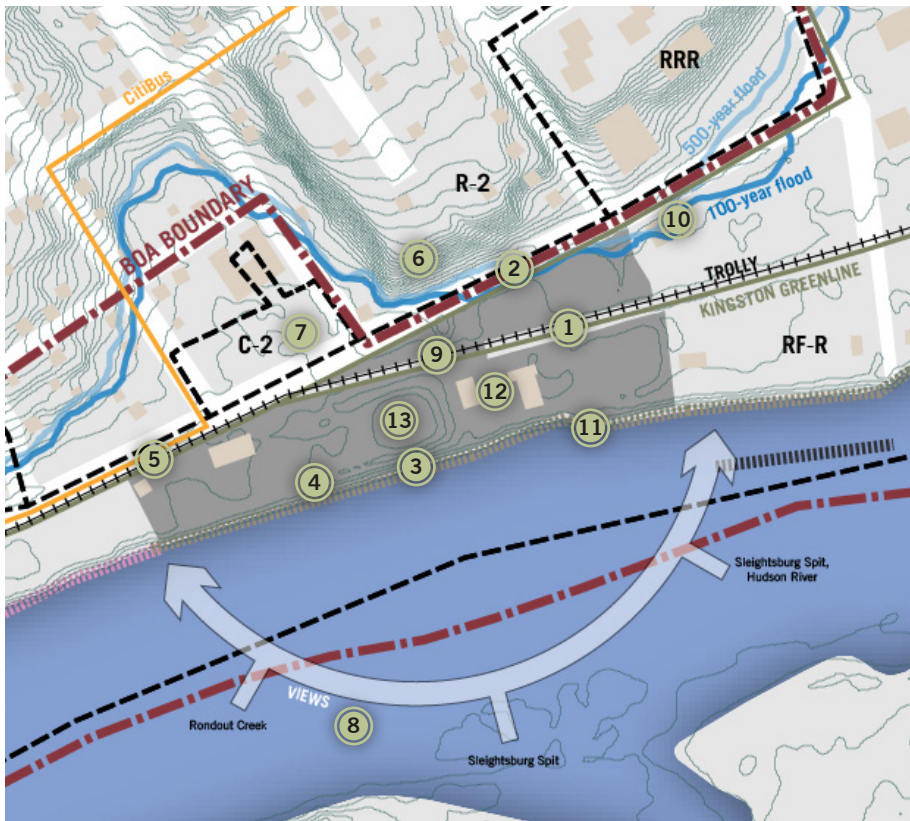 CitiBus
RRR
500-year flood
R-2
100-year flood
BOA BOUNDARY
10
6
2
TROLLY
KINGSTON GREENLINE
7
C-2
1
RF-R
9
12
13
11
5
3
4
Sleightsburg Spit,
Hudson River
VIEWS
Rondout Creek
8
Sleightsburg Spit